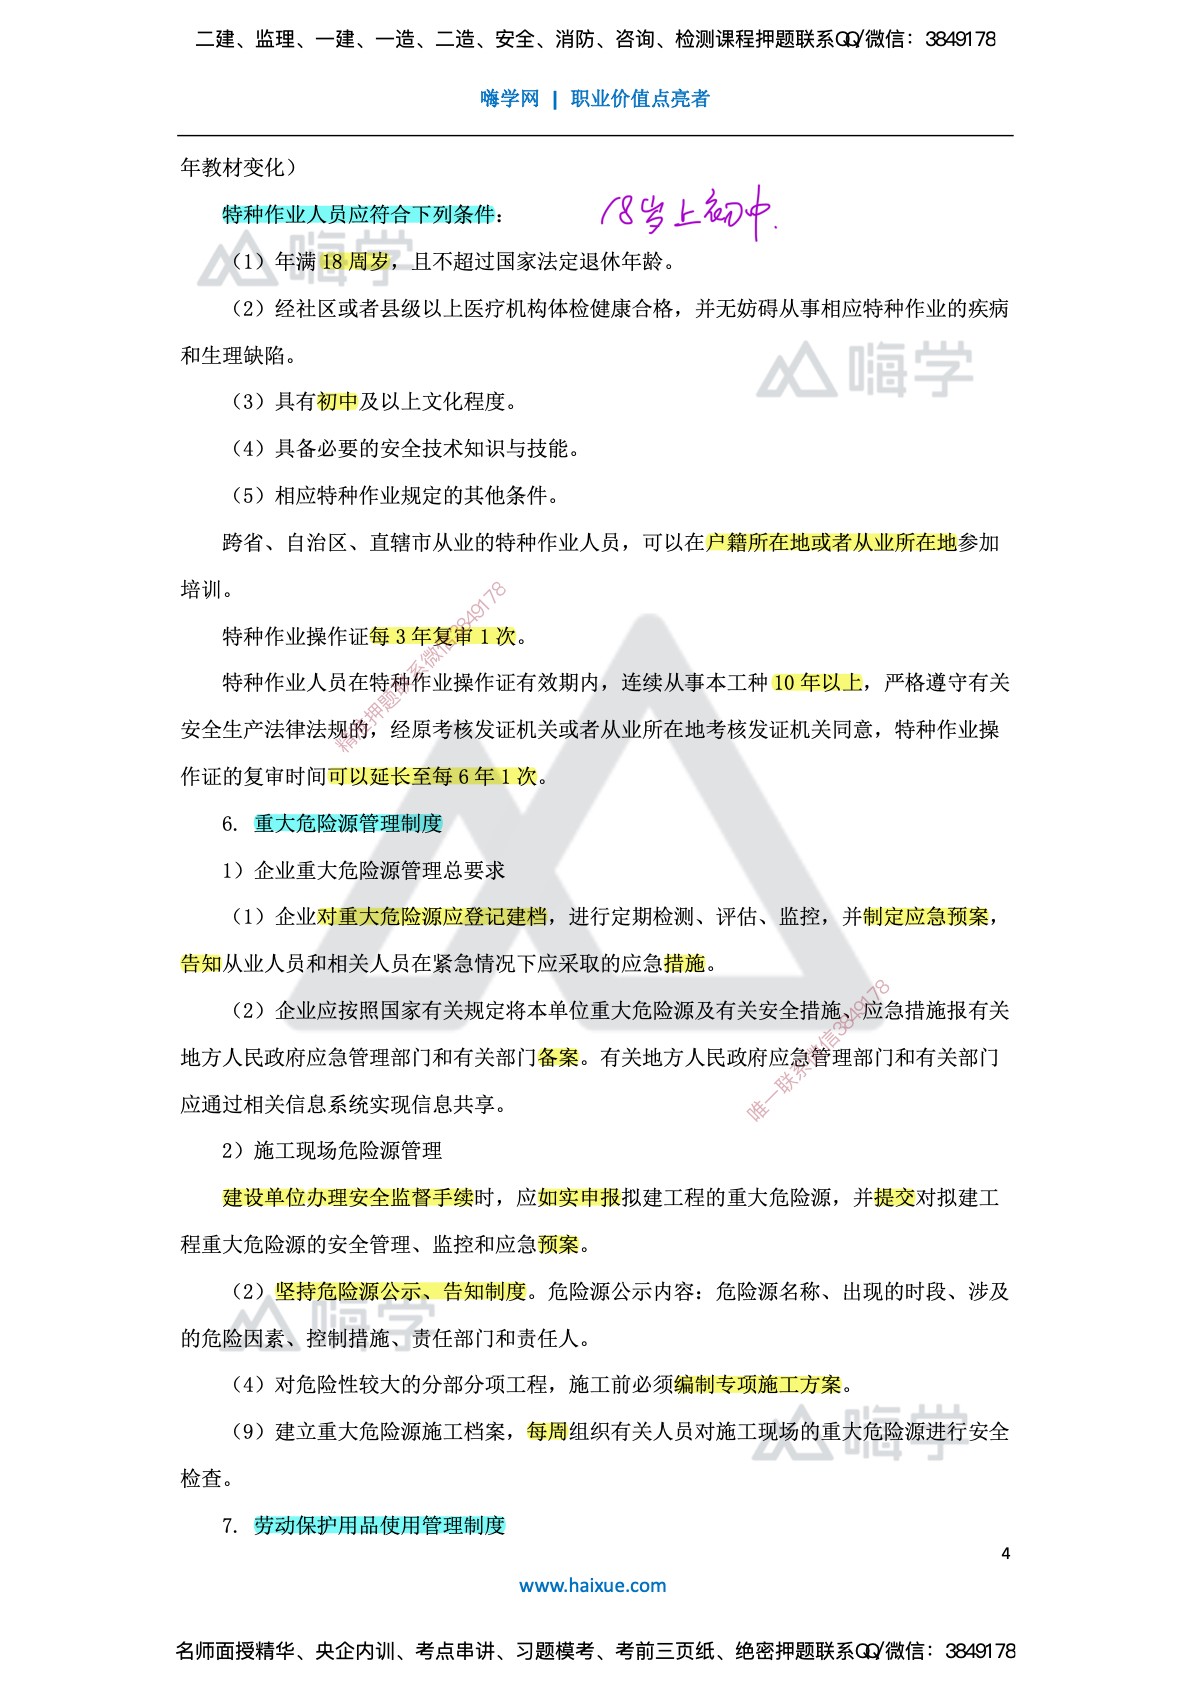 二建、监理、一建、一造、二造、安全、消防、咨询、检测课程押题联系QQ/微信：3849178
嗨学网 | 职业价值点亮者
年教材变化）
特种作业人员应符合下列条件：
18岁上初中.
嗨学
（1）年满 18 周岁，且不超过国家法定退休年龄。
（2）经社区或者县级以上医疗机构体检健康合格，并无妨碍从事相应特种作业的疾病
和生理缺陷。
嗨学
（3）具有初中及以上文化程度。
（4）具备必要的安全技术知识与技能。
（5）相应特种作业规定的其他条件。
跨省、自治区、直辖市从业的特种作业人员，可以在户籍所在地或者从业所在地参加
培训。
特种作业操作证每 3 年复审 1 次。
特种作业人员在特种作业操作证有效期内，连续从事本工种 10 年以上，严格遵守有关
安全生产法律法规的，经原考核发证机关或者从业所在地考核发证机关同意，特种作业操
作证的复审时间可以延长至每 6 年 1 次。
6. 重大危险源管理制度
1）企业重大危险源管理总要求
（1）企业对重大危险源应登记建档，进行定期检测、评估、监控，并制定应急预案，
告知从业人员和相关人员在紧急情况下应采取的应急措施。
（2）企业应按照国家有关规定将本单位重大危险源及有关安全措施、应急措施报有关
地方人民政府应急管理部门和有关部门备案。有关地方人民政府应急管理部门和有关部门
应通过相关信息系统实现信息共享。
唯一联系微信3849178
2）施工现场危险源管理
建设单位办理安全监督手续时，应如实申报拟建工程的重大危险源，并提交对拟建工
程重大危险源的安全管理、监控和应急预案。
（2）坚持危险源公示、告知制度。危险源公示内容：危险源名称、出现的时段、涉及
嗨学
的危险因素、控制措施、责任部门和责任人。
（4）对危险性较大的分部分项工程，施工前必须编制专项施工方案。
（9）建立重大危险源施工档案，每周组织有关人员对施工现场的重大危险源进行安全
嗨学
检查。
7. 劳动保护用品使用管理制度
4
www.haixue.com
名师面授精华、央企内训、考点串讲、习题模考、考前三页纸、绝密押题联系QQ/微信：3849178